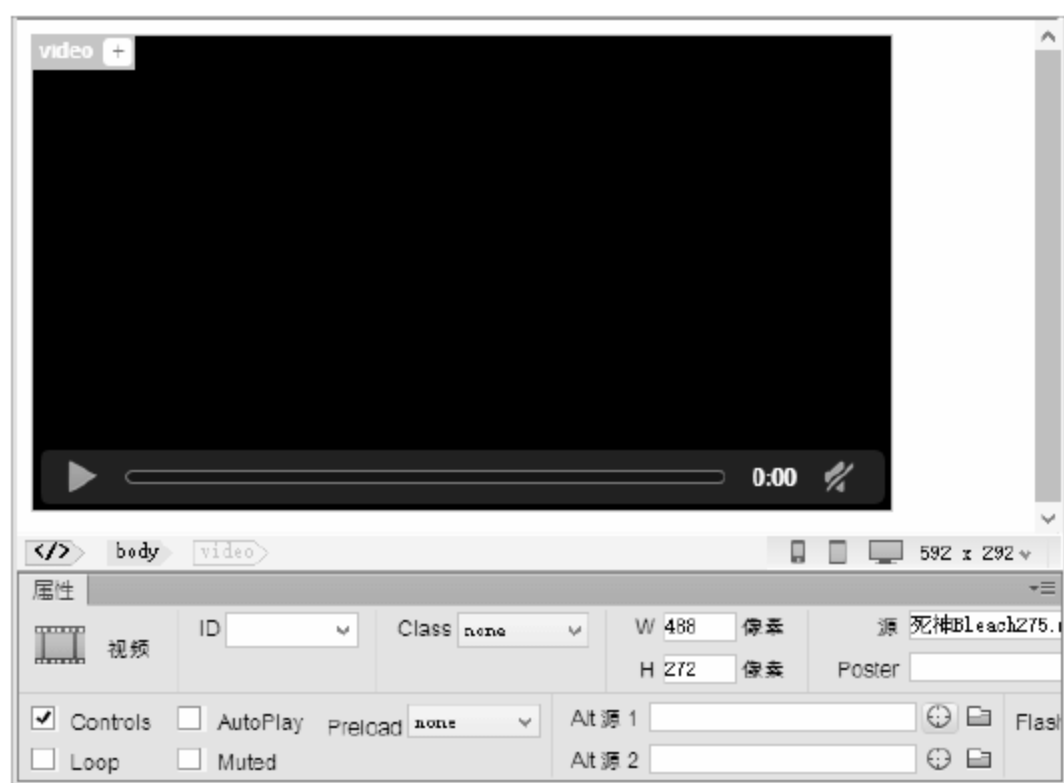 video +
0:00
</> body video 592 x 292
属性
视频 ID Class none W 488 像素 源 死神Bleach275.
H 272 像素 Poster
Controls AutoPlay Preload none Alt 源 1 Flash
Loop Muted Alt 源 2